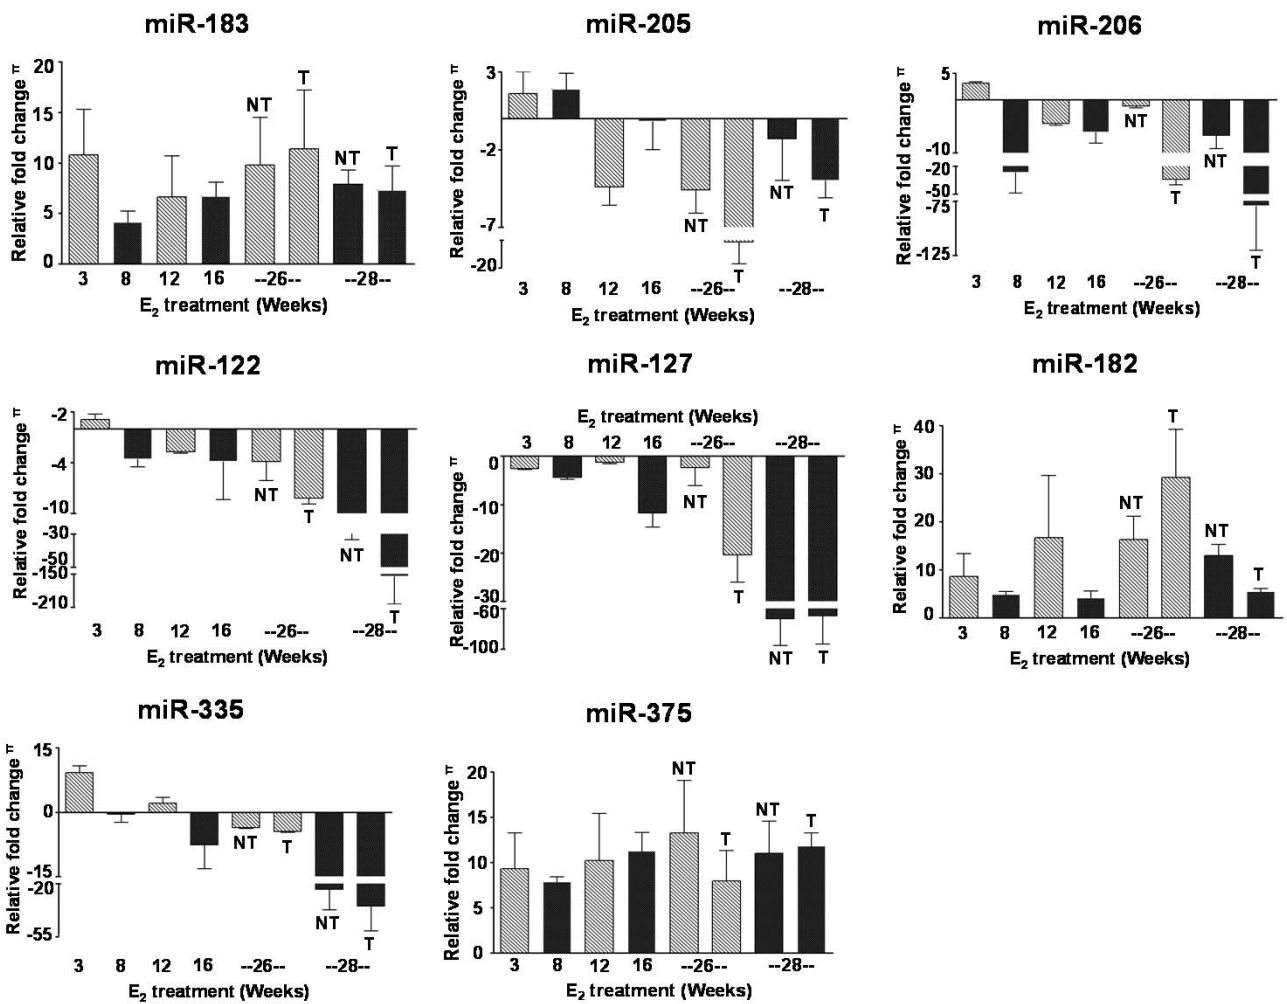 miR-183
Relative fold change π
20
15
10
5
0
NT
T
NT
T
3 8 12 16 --26-- --28--
E2 treatment (Weeks)
miR-205
Relative fold change π
3
-2
-7
-20
NT
T
NT
T
3 8 12 16 --26-- --28--
E2 treatment (Weeks)
miR-206
Relative fold change π
5
-10
-20
-50
-75
-125
NT
T
NT
T
3 8 12 16 --26-- --28--
E2 treatment (Weeks)
miR-122
Relative fold change π
-2
-4
-10
-30
-50
-150
-210
NT
T
NT
T
3 8 12 16 --26-- --28--
E2 treatment (Weeks)
miR-127
E2 treatment (Weeks)
3 8 12 16 --26-- --28--
Relative fold change π
0
-10
-20
-30
-60
-100
NT
T
NT
T
miR-182
Relative fold change π
40
30
20
10
0
NT
T
NT
T
3 8 12 16 --26-- --28--
E2 treatment (Weeks)
miR-335
Relative fold change π
15
0
-15
-20
-55
NT
T
NT
T
3 8 12 16 --26-- --28--
E2 treatment (Weeks)
miR-375
Relative fold change π
20
15
10
5
0
NT
T
NT
T
3 8 12 16 --26-- --28--
E2 treatment (Weeks)